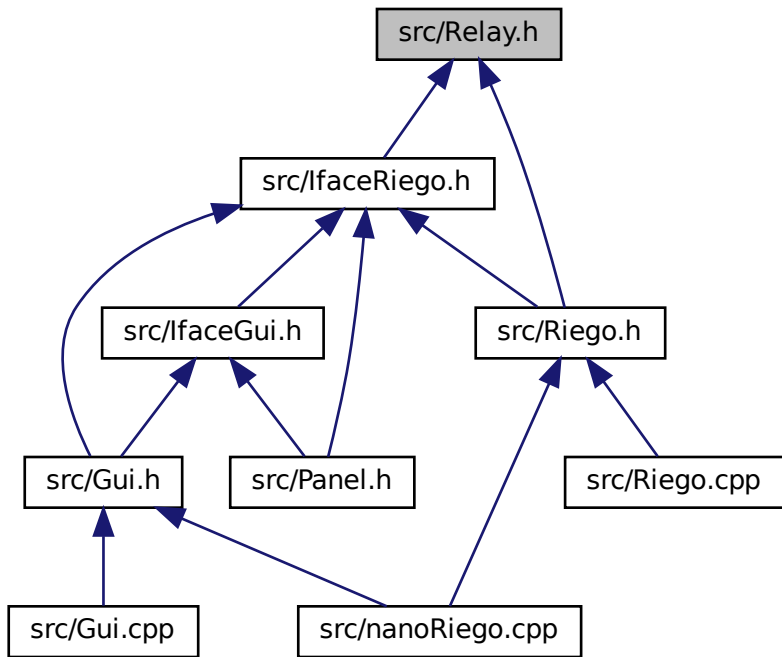 src/Relay.h
src/IfaceRiego.h
src/IfaceGui.h
src/Riego.h
src/Gui.h
src/Panel.h
src/Riego.cpp
src/Gui.cpp
src/nanoRiego.cpp